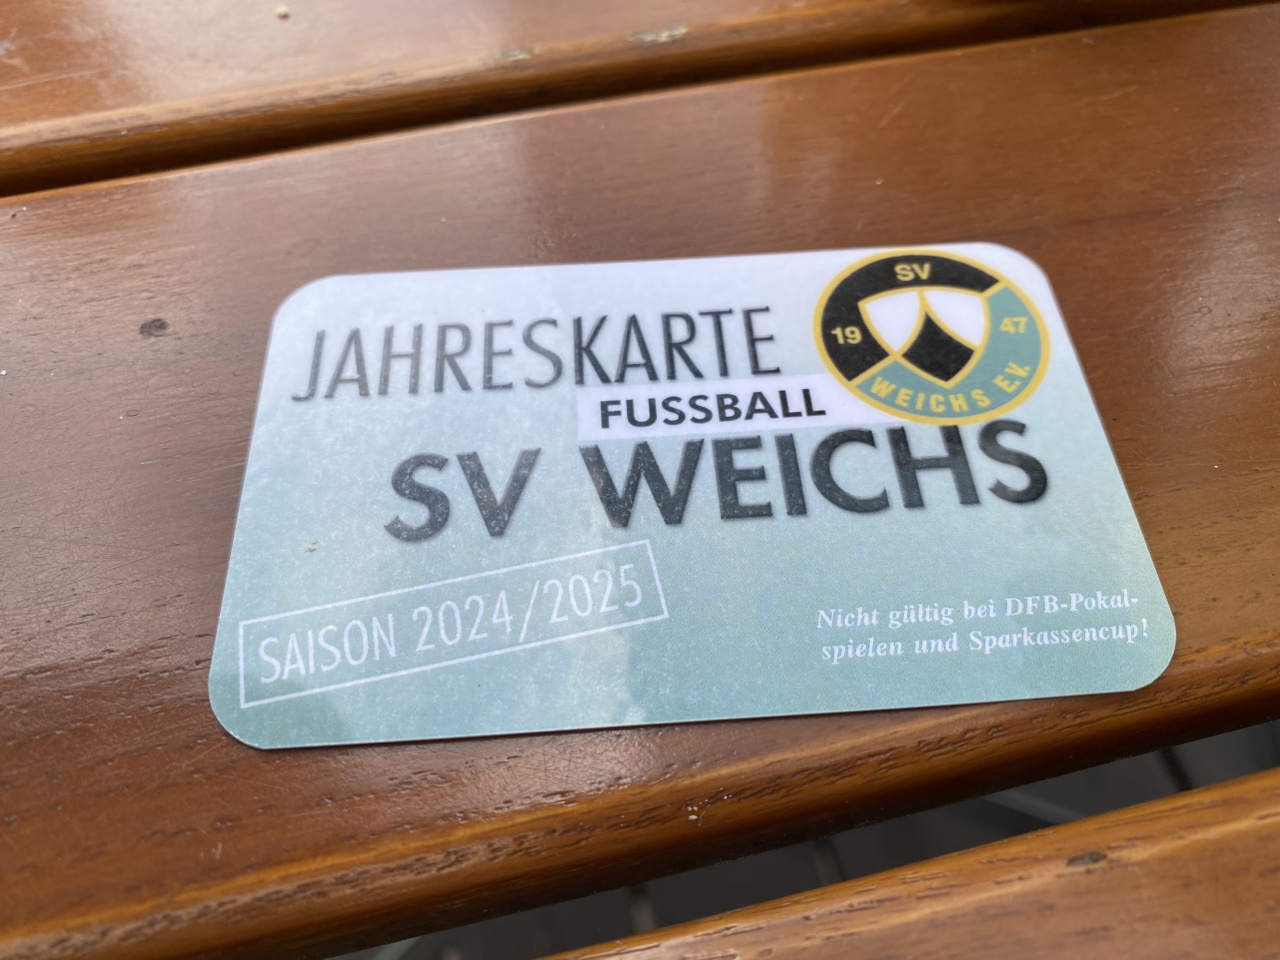 JAHRESKARTE
FUSSBALL
SV WEICHS
SV
19 47
WEICHS E.V.
SAISON 2024/2025
Nicht gültig bei DFB-Pokal-
spielen und Sparkassencup!